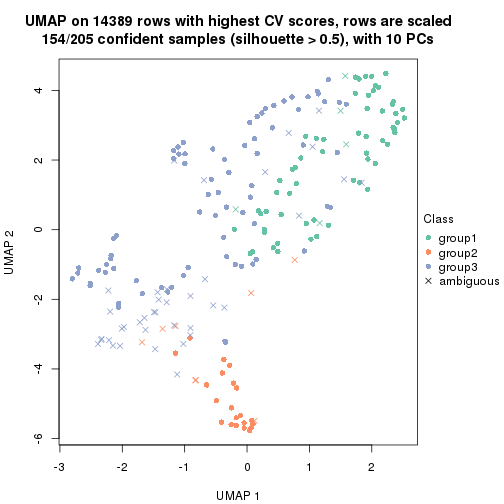 UMAP on 14389 rows with highest CV scores, rows are scaled
154/205 confident samples (silhouette > 0.5), with 10 PCs
4
2
0
-2
-4
-6
UMAP 2
-3
-2
-1
0
1
2
UMAP 1
Class
group1
group2
group3
ambiguous